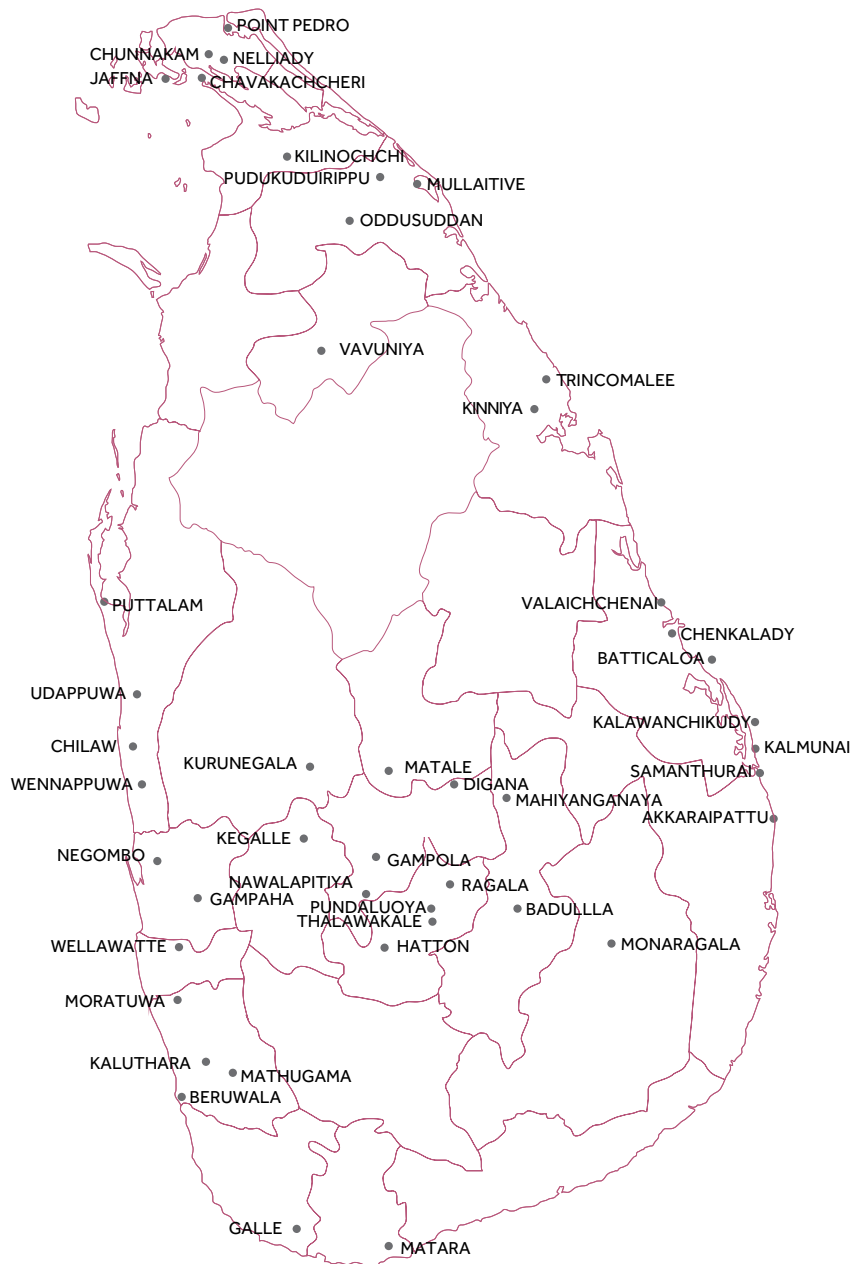 POINT PEDRO
CHUNNAKAM
NELLIADY
JAFFNA
CHAVAKACHCHERI
KILINOCHCHI
PUDUKUDUIRIPPU
MULLAITIVE
ODDUSUDDAN
VAVUNIYA
TRINCOMALEE
KINNIYA
PUTTALAM
VALAICHCHENAI
CHENKALADY
BATTICALOA
UDAPPUWA
KALAWANCHIKUDY
CHILAW
KALMUNAI
KURUNEGALA
MATALE
SAMANTHURAI
WENNAPPUWA
DIGANA
MAHIYANGANAYA
AKKARAIPATTU
KEGALLE
NEGOMBO
GAMPOLA
NAWALAPITIYA
RAGALA
GAMPAHA
PUNDALUOYA
BADULLLA
THALAWAKALE
WELLAWATTE
HATTON
MONARAGALA
MORATUWA
KALUTHARA
MATHUGAMA
BERUWALA
GALLE
MATARA